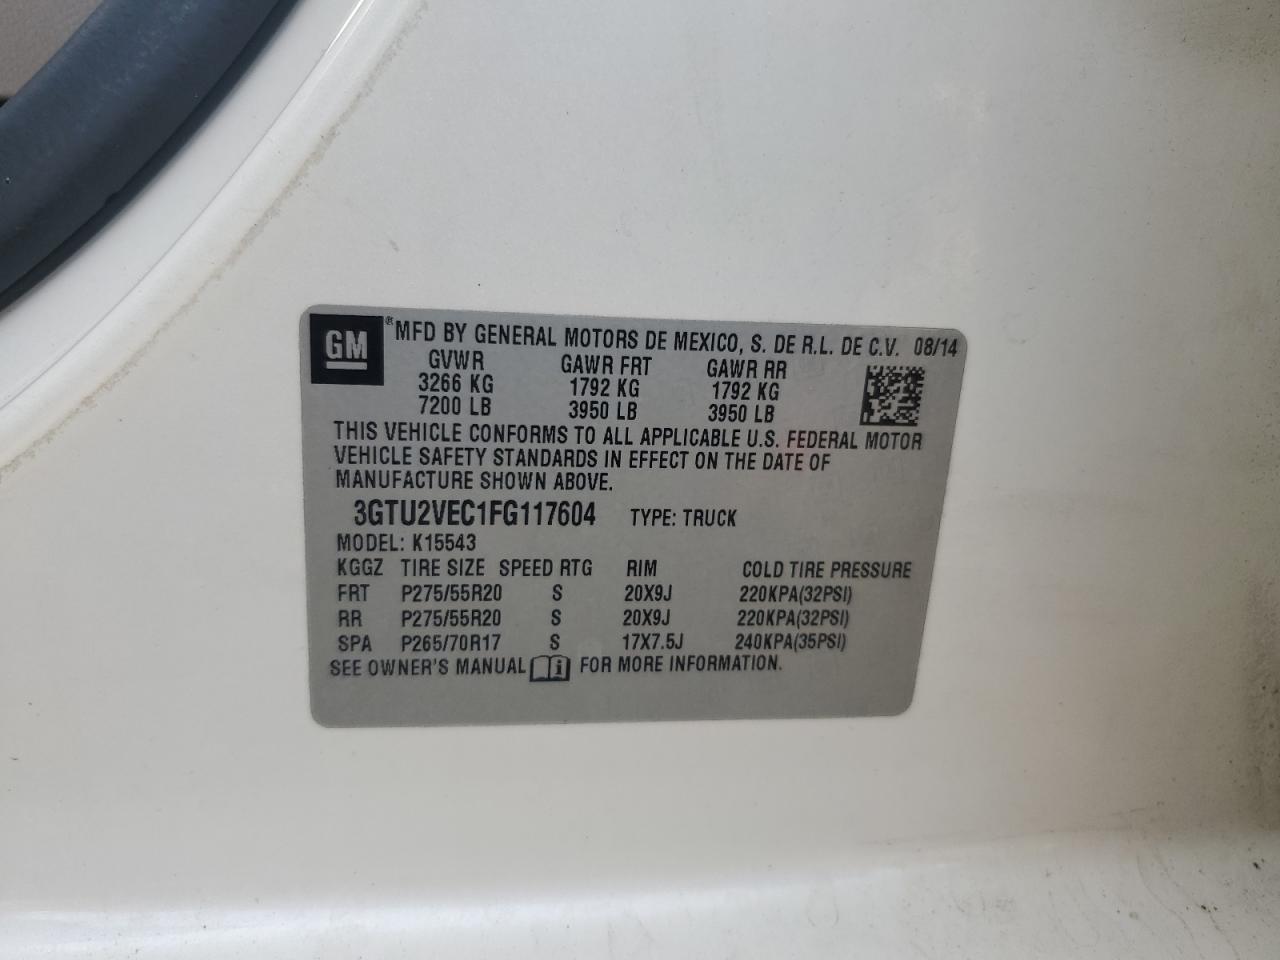 GM ® MFD BY GENERAL MOTORS DE MEXICO, S. DE R.L. DE C.V. 08/14
GVWR GAWR FRT GAWR RR
3266 KG 1792 KG 1792 KG
7200 LB 3950 LB 3950 LB
THIS VEHICLE CONFORMS TO ALL APPLICABLE U.S. FEDERAL MOTOR
VEHICLE SAFETY STANDARDS IN EFFECT ON THE DATE OF
MANUFACTURE SHOWN ABOVE.
3GTU2VEC1FG117604 TYPE: TRUCK
MODEL: K15543
KGGZ TIRE SIZE SPEED RTG RIM COLD TIRE PRESSURE
FRT P275/55R20 S 20X9J 220KPA(32PSI)
RR P275/55R20 S 20X9J 220KPA(32PSI)
SPA P265/70R17 S 17X7.5J 240KPA(35PSI)
SEE OWNER'S MANUAL i FOR MORE INFORMATION.